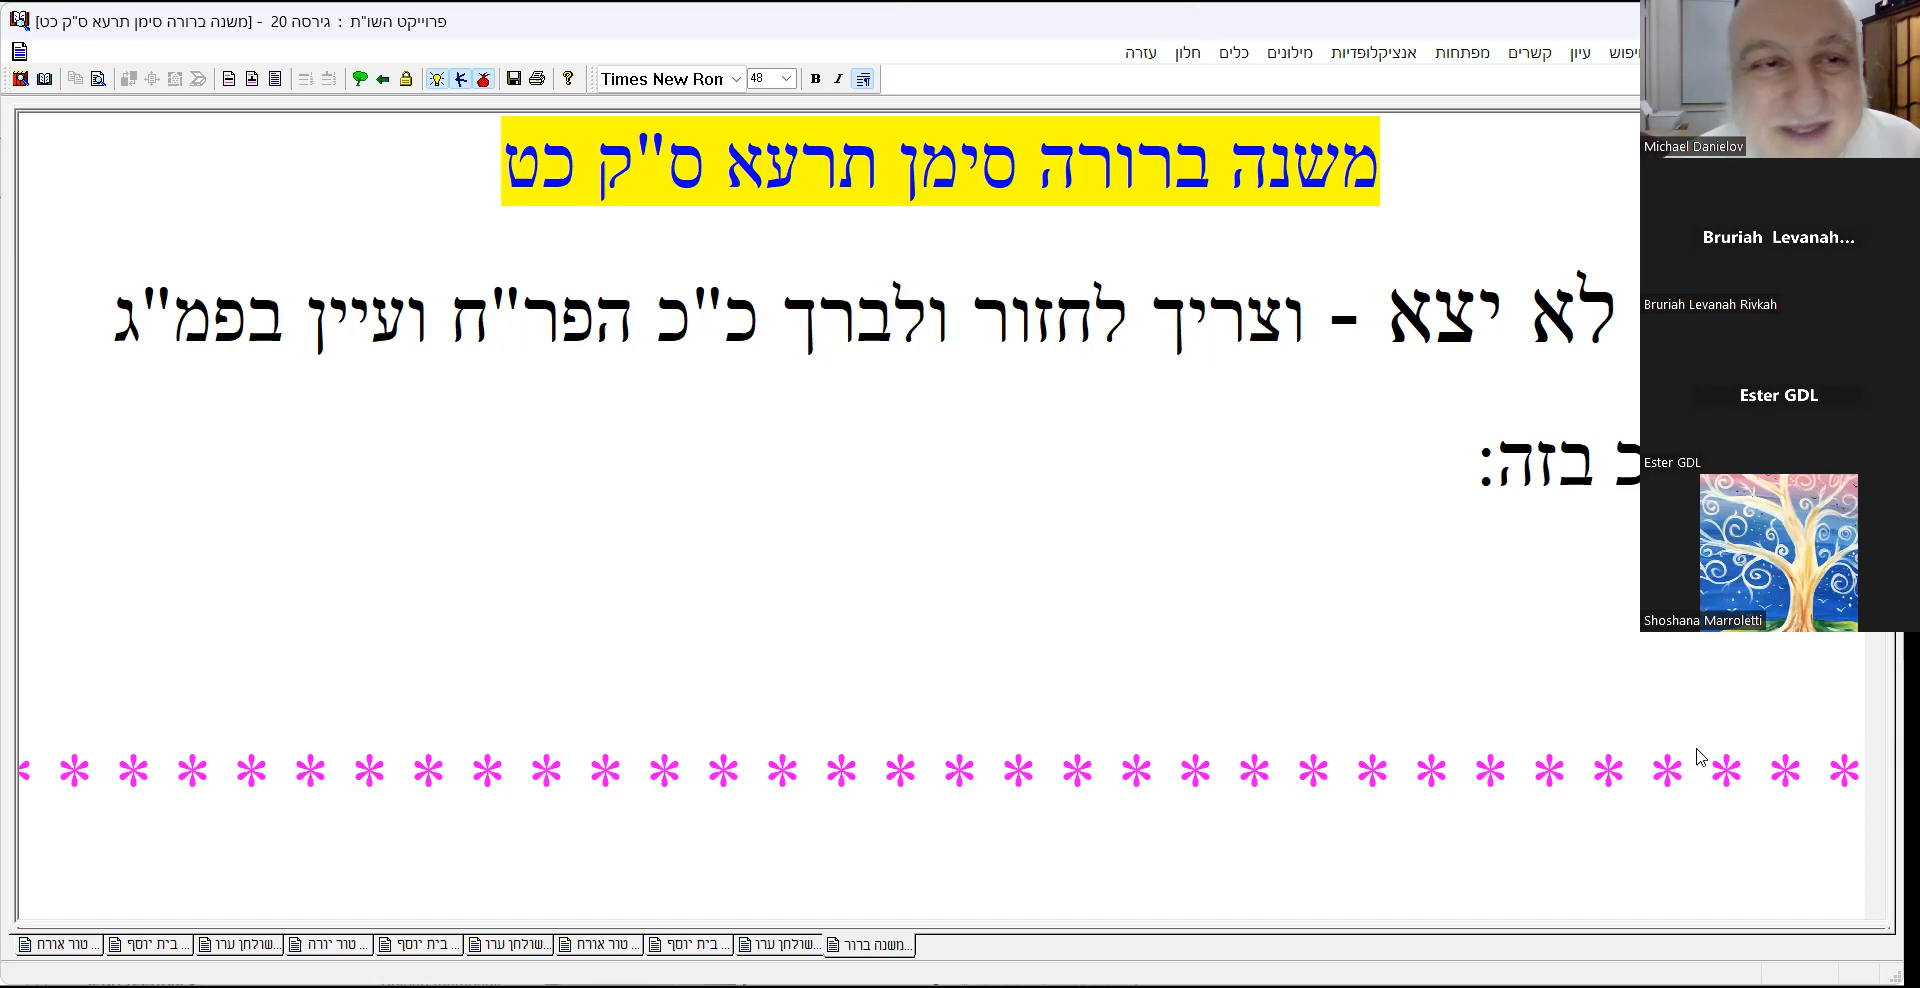 פרוייקט השו"ת : גירסה 20 - [משנה ברורה סימן תרעא ס"ק כט]
עיון קשרים מפתחות אנציקלופדיות מילונים כלים חלון עזרה
Times New Ron 48 B I
משנה ברורה סימן תרעא ס"ק כט
לא יצא - וצריך לחזור ולברך כ"כ הפר"ח ועיין בפמ"ג
בזה:
Michael Danielov
Bruriah Levanah...
Bruriah Levanah Rivkah
Ester GDL
Ester GDL
Shoshana Marroletti
* * * * * * * * * * * * * * * * * * * * * * * * * * * * * * *
טור אורח ... בית יוסף ... שולחן ערו... טור יורה ... בית יוסף ... שולחן ערו... טור אורח ... בית יוסף ... שולחן ערו... משנה ברור...